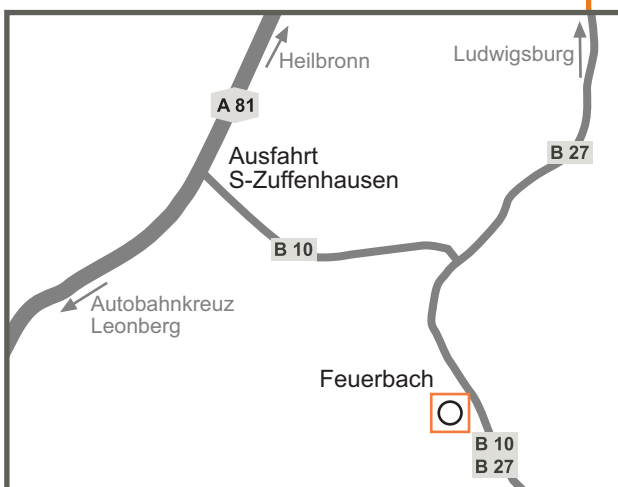 Heilbronn
Ludwigsburg
A 81
B 27
Ausfahrt
S-Zuffenhausen
B 10
Autobahnkreuz
Leonberg
Feuerbach
B 10
B 27